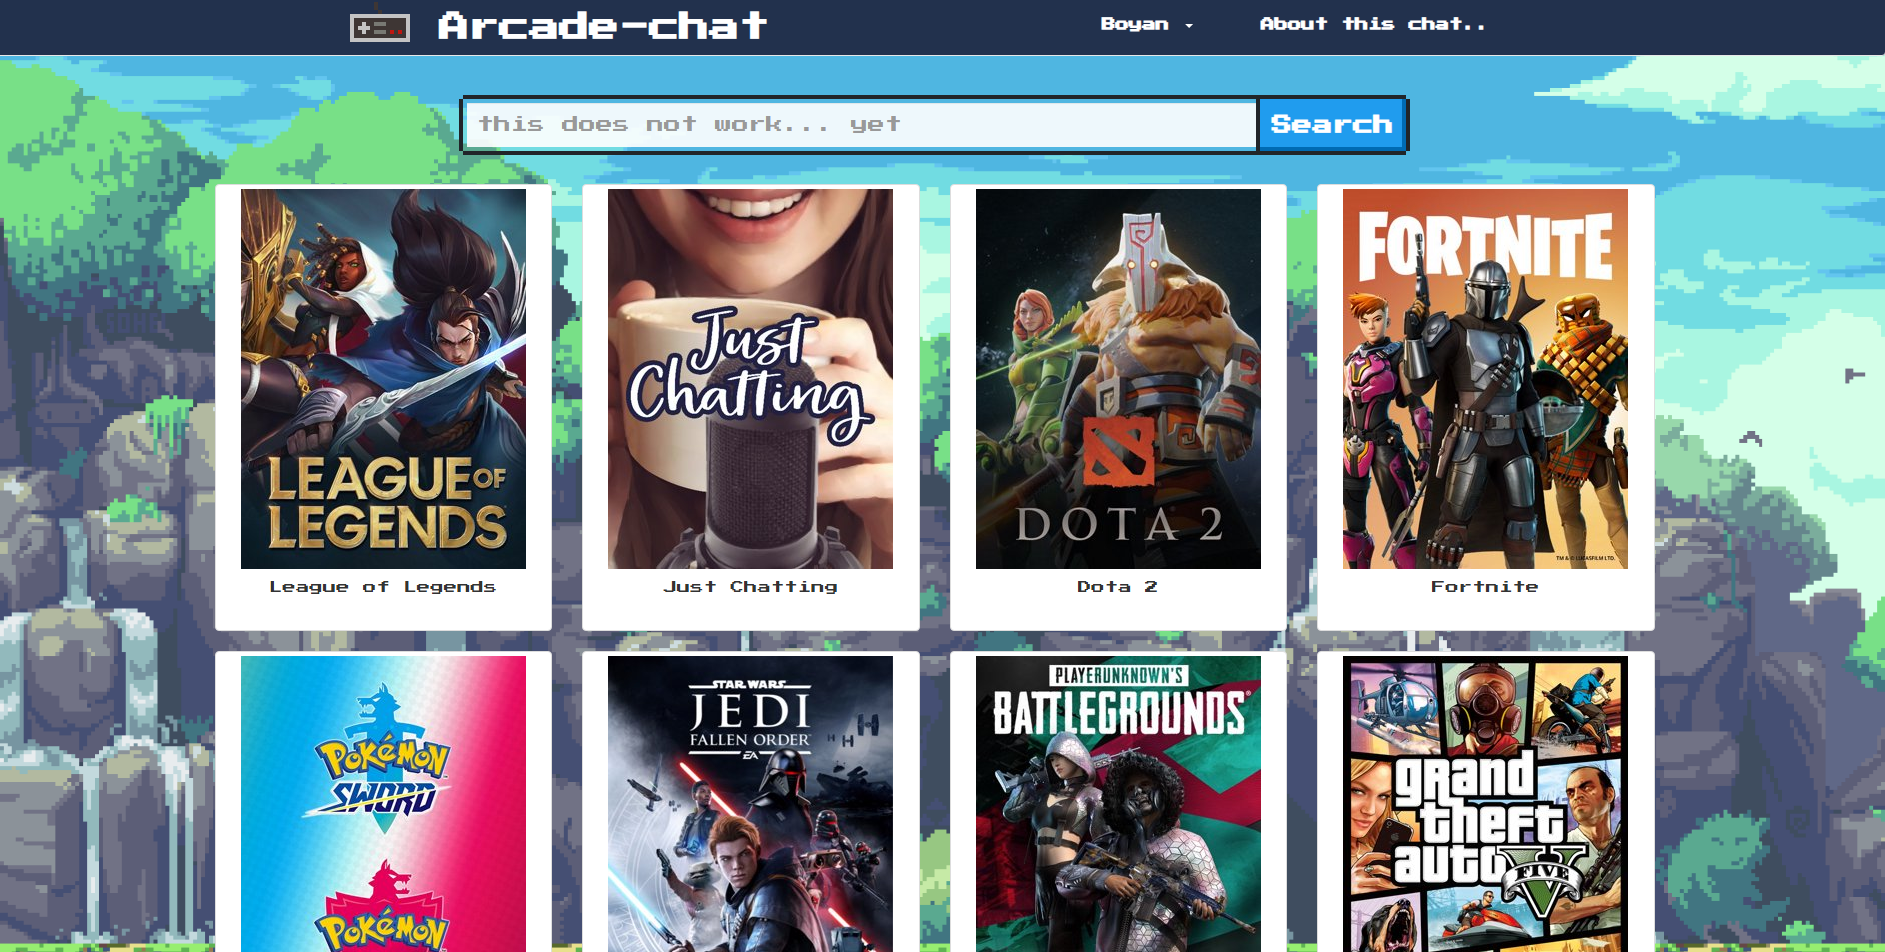 Arcade-chat
Boyan
About this chat..
this does not work... yet
Search
LEAGUE OF
LEGENDS
League of Legends
Just
Chatting
Just Chatting
DOTA 2
Dota 2
FORTNITE
TM & © LUCASFILM LTD.
Fortnite
POKéMON
SWORD
POKéMON
STAR WARS
JEDI
FALLEN ORDER
EA
PLAYERUNKNOWN'S
BATTLEGROUNDS
grand
theft
auto
FIVE